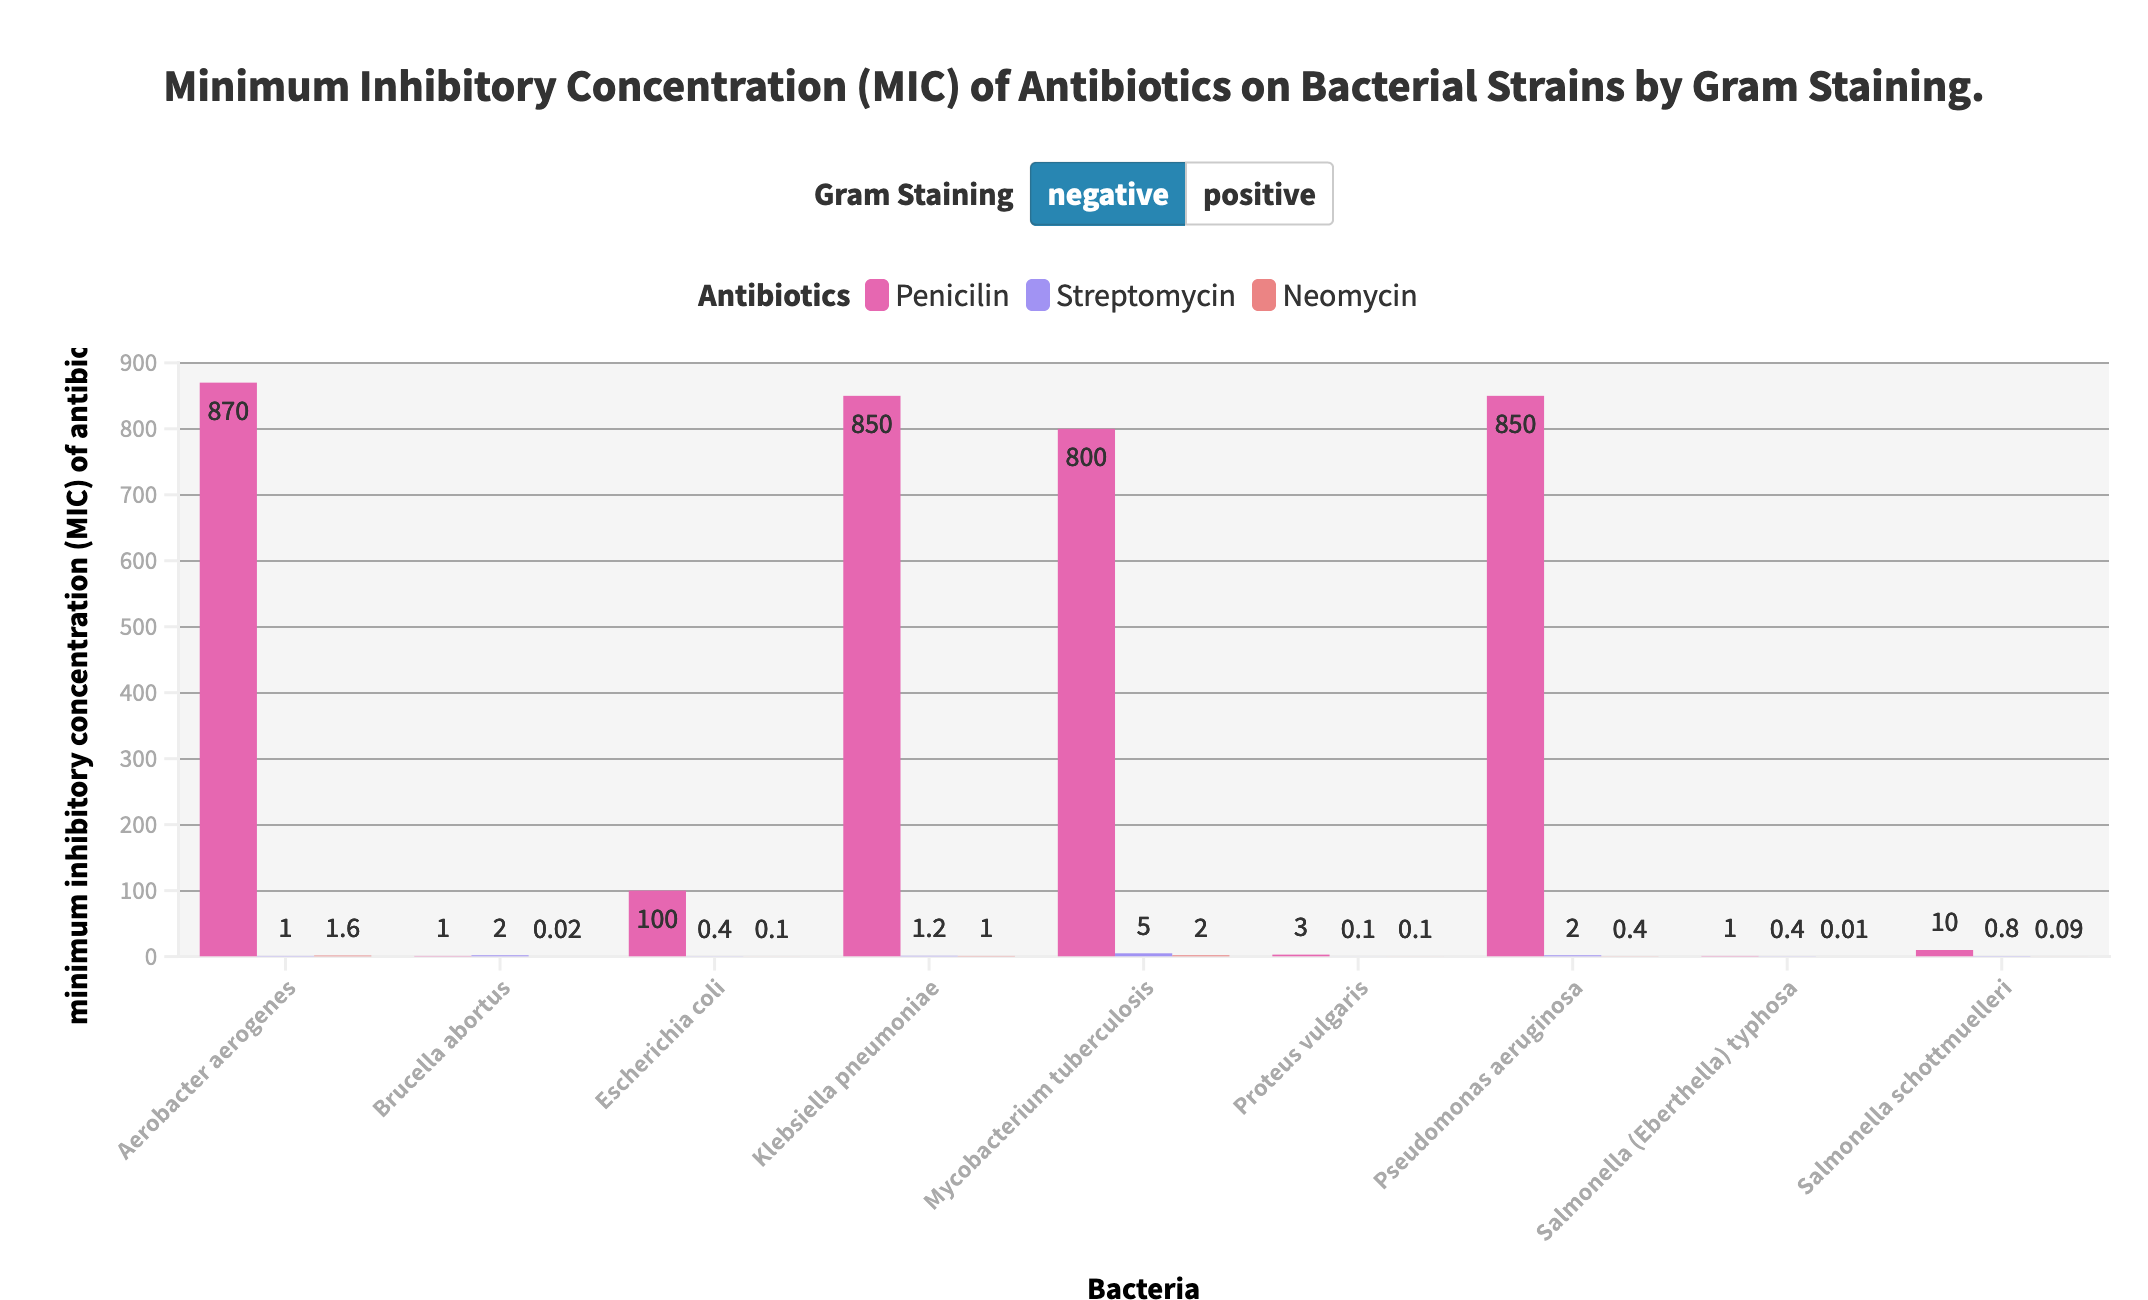 Minimum Inhibitory Concentration (MIC) of Antibiotics on Bacterial Strains by Gram Staining.
Gram Staining negative positive
Antibiotics Penicilin Streptomycin Neomycin
minimum inhibitory concentration (MIC) of antibic
900
800
700
600
500
400
300
200
100
0
870 1 1.6
1 2 0.02
100 0.4 0.1
850 1.2 1
800 5 2
3 0.1 0.1
850 2 0.4
1 0.4 0.01
10 0.8 0.09
Aerobacter aerogenes
Brucella abortus
Escherichia coli
Klebsiella pneumoniae
Mycobacterium tuberculosis
Proteus vulgaris
Pseudomonas aeruginosa
Salmonella (Eberthella) typhosa
Salmonella schottmuelleri
Bacteria